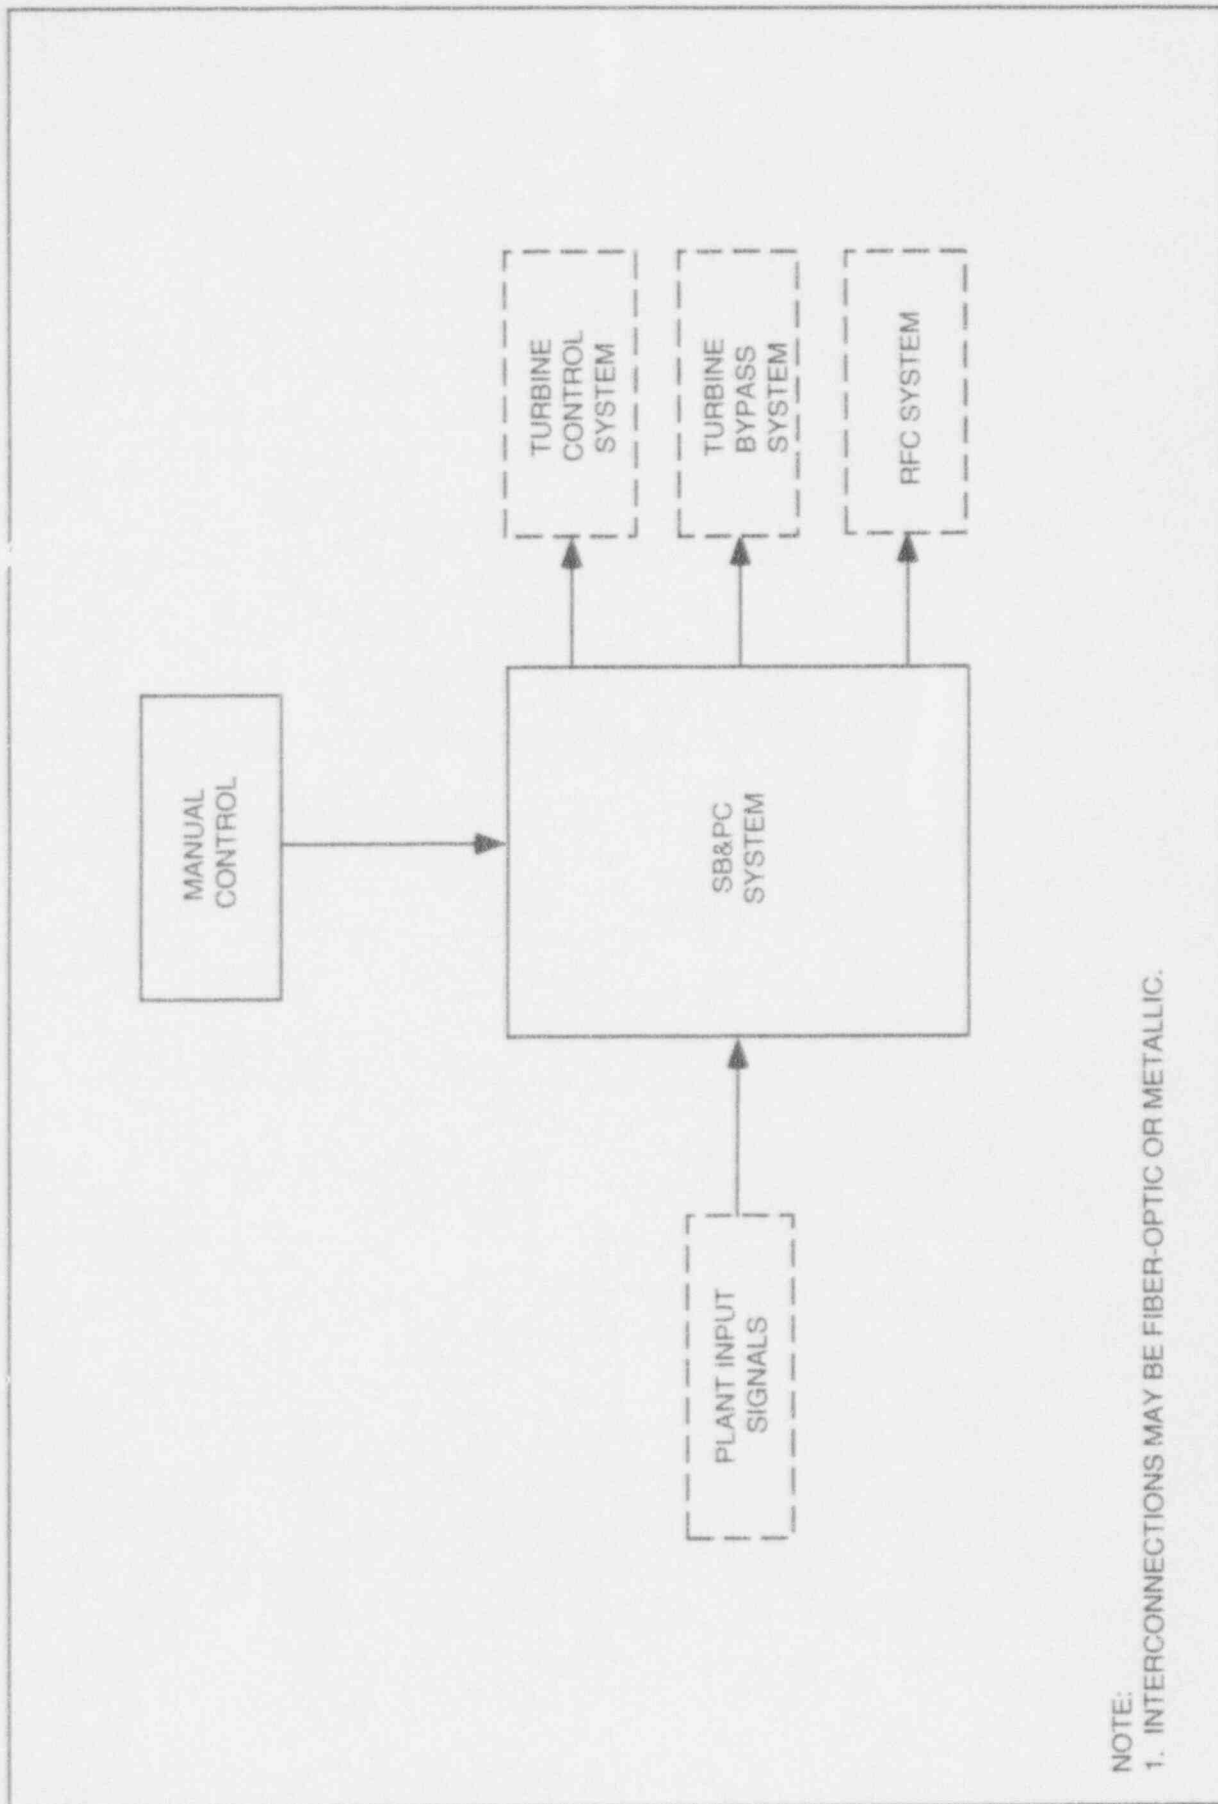 MANUAL
CONTROL
PLANT INPUT
SIGNALS
SB&PC
SYSTEM
TURBINE
CONTROL
SYSTEM
TURBINE
BYPASS
SYSTEM
RFC SYSTEM
NOTE:
1. INTERCONNECTIONS MAY BE FIBER-OPTIC OR METALLIC.